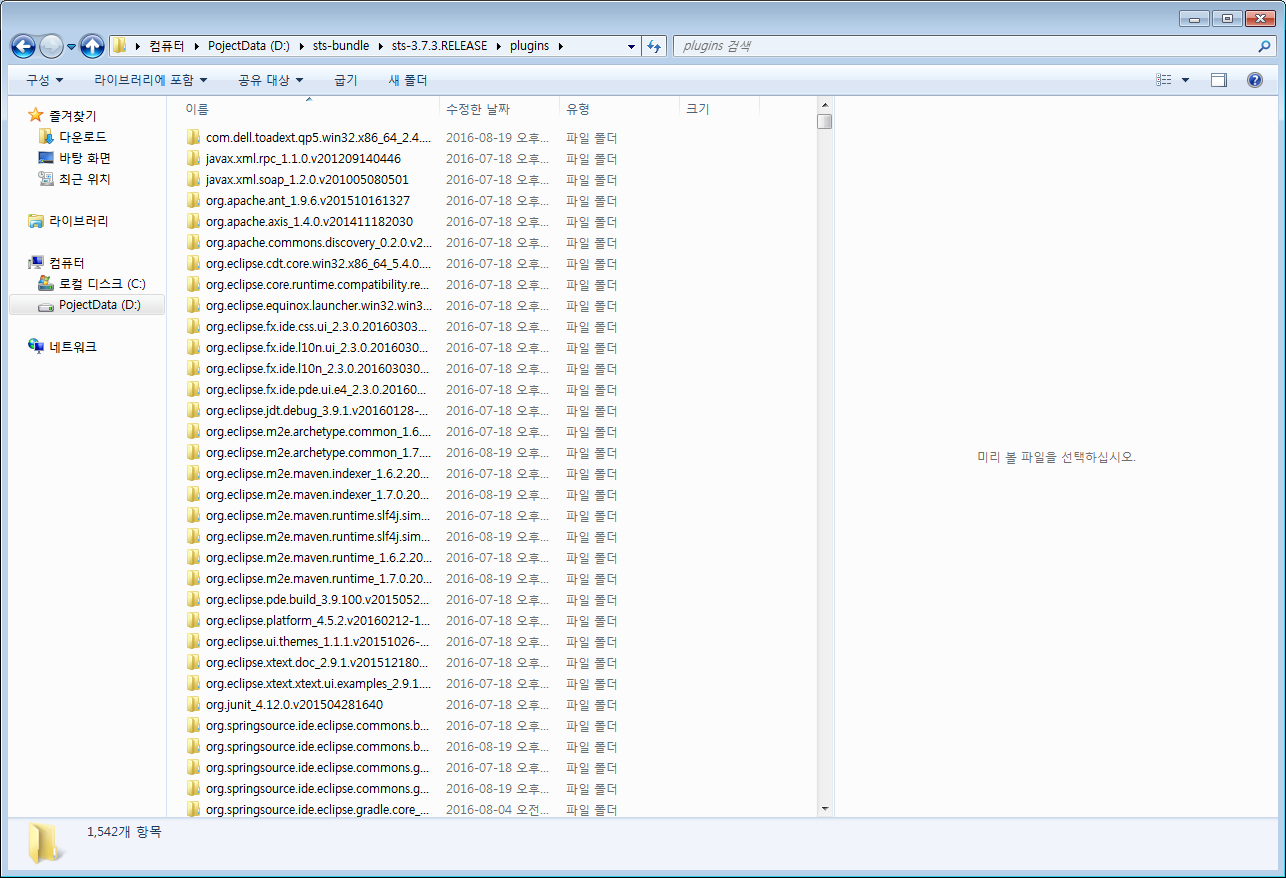 컴퓨터 PojectData (D:) sts-bundle sts-3.7.3.RELEASE plugins plugins 검색
구성 라이브러리에 포함 공유 대상 굽기 새 폴더
즐겨찾기
다운로드
바탕 화면
최근 위치
라이브러리
컴퓨터
로컬 디스크 (C:)
PojectData (D:)
네트워크
이름 수정한 날짜 유형 크기
com.dell.toadext.qp5.win32.x86_64_2.4.... 2016-08-19 오후... 파일 폴더
javax.xml.rpc_1.1.0.v201209140446 2016-07-18 오후... 파일 폴더
javax.xml.soap_1.2.0.v201005080501 2016-07-18 오후... 파일 폴더
org.apache.ant_1.9.6.v201510161327 2016-07-18 오후... 파일 폴더
org.apache.axis_1.4.0.v201411182030 2016-07-18 오후... 파일 폴더
org.apache.commons.discovery_0.2.0.v2... 2016-07-18 오후... 파일 폴더
org.eclipse.cdt.core.win32.x86_64_5.4.0.... 2016-07-18 오후... 파일 폴더
org.eclipse.core.runtime.compatibility.re... 2016-07-18 오후... 파일 폴더
org.eclipse.equinox.launcher.win32.win3... 2016-07-18 오후... 파일 폴더
org.eclipse.fx.ide.css.ui_2.3.0.20160303... 2016-07-18 오후... 파일 폴더
org.eclipse.fx.ide.l10n.ui_2.3.0.2016030... 2016-07-18 오후... 파일 폴더
org.eclipse.fx.ide.l10n_2.3.0.201603030... 2016-07-18 오후... 파일 폴더
org.eclipse.fx.ide.pde.ui.e4_2.3.0.20160... 2016-07-18 오후... 파일 폴더
org.eclipse.jdt.debug_3.9.1.v20160128-... 2016-07-18 오후... 파일 폴더
org.eclipse.m2e.archetype.common_1.6.... 2016-07-18 오후... 파일 폴더
org.eclipse.m2e.archetype.common_1.7.... 2016-08-19 오후... 파일 폴더
org.eclipse.m2e.maven.indexer_1.6.2.20... 2016-07-18 오후... 파일 폴더
org.eclipse.m2e.maven.indexer_1.7.0.20... 2016-08-19 오후... 파일 폴더
org.eclipse.m2e.maven.runtime.slf4j.sim... 2016-07-18 오후... 파일 폴더
org.eclipse.m2e.maven.runtime.slf4j.sim... 2016-08-19 오후... 파일 폴더
org.eclipse.m2e.maven.runtime_1.6.2.20... 2016-07-18 오후... 파일 폴더
org.eclipse.m2e.maven.runtime_1.7.0.20... 2016-08-19 오후... 파일 폴더
org.eclipse.pde.build_3.9.100.v2015052... 2016-07-18 오후... 파일 폴더
org.eclipse.platform_4.5.2.v20160212-1... 2016-07-18 오후... 파일 폴더
org.eclipse.ui.themes_1.1.1.v20151026-... 2016-07-18 오후... 파일 폴더
org.eclipse.xtext.doc_2.9.1.v201512180... 2016-07-18 오후... 파일 폴더
org.eclipse.xtext.xtext.ui.examples_2.9.1.... 2016-07-18 오후... 파일 폴더
org.junit_4.12.0.v201504281640 2016-07-18 오후... 파일 폴더
org.springsource.ide.eclipse.commons.b... 2016-07-18 오후... 파일 폴더
org.springsource.ide.eclipse.commons.b... 2016-08-19 오후... 파일 폴더
org.springsource.ide.eclipse.commons.g... 2016-07-18 오후... 파일 폴더
org.springsource.ide.eclipse.commons.g... 2016-08-19 오후... 파일 폴더
org.springsource.ide.eclipse.gradle.core_... 2016-08-04 오전... 파일 폴더
미리 볼 파일을 선택하십시오.
1,542개 항목